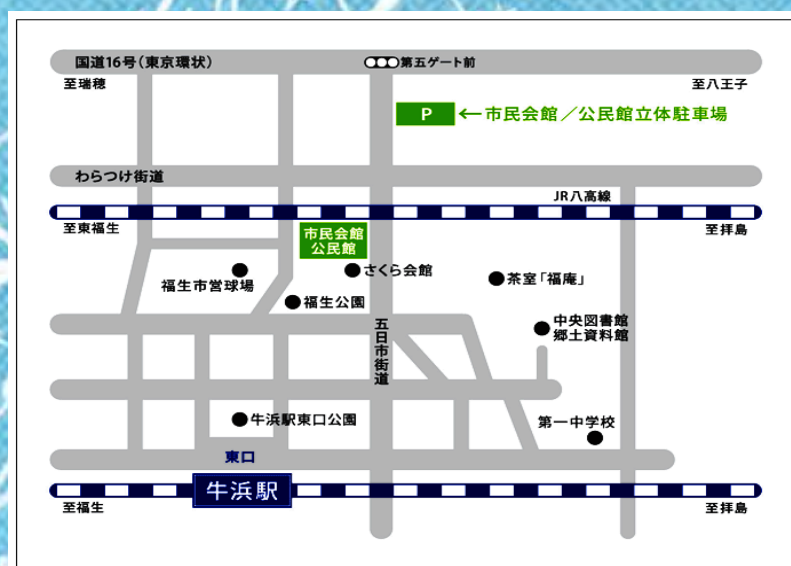 国道16号(東京環状)
第五ゲート前
至瑞穂
至八王子
P
←市民会館／公民館立体駐車場
わらつけ街道
JR八高線
至東福生
至拝島
市民会館
公民館
さくら会館
福生市営球場
茶室「福庵」
福生公園
中央図書館
郷土資料館
五日市街道
牛浜駅東口公園
第一中学校
東口
牛浜駅
至福生
至拝島